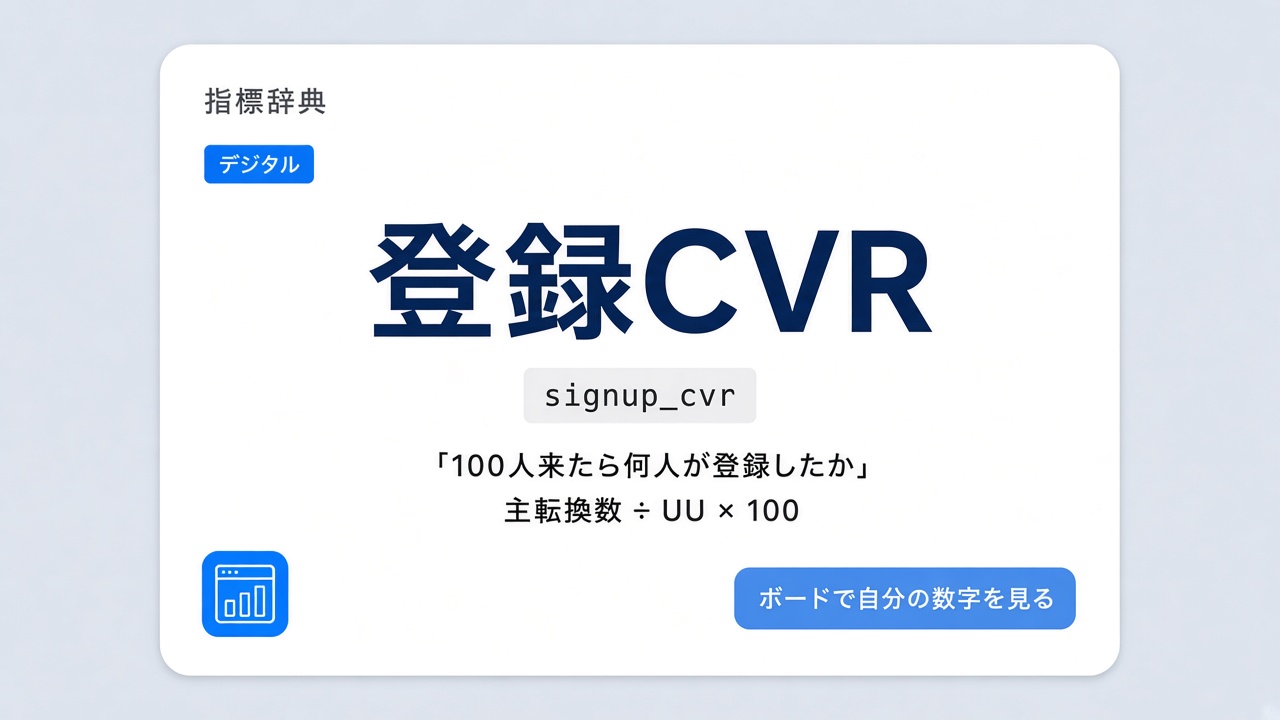 指標辞典
デジタル
登録CVR
signup_cvr
「100人来たら何人が登録したか」
主転換数 ÷ UU × 100
ボードで自分の数字を見る